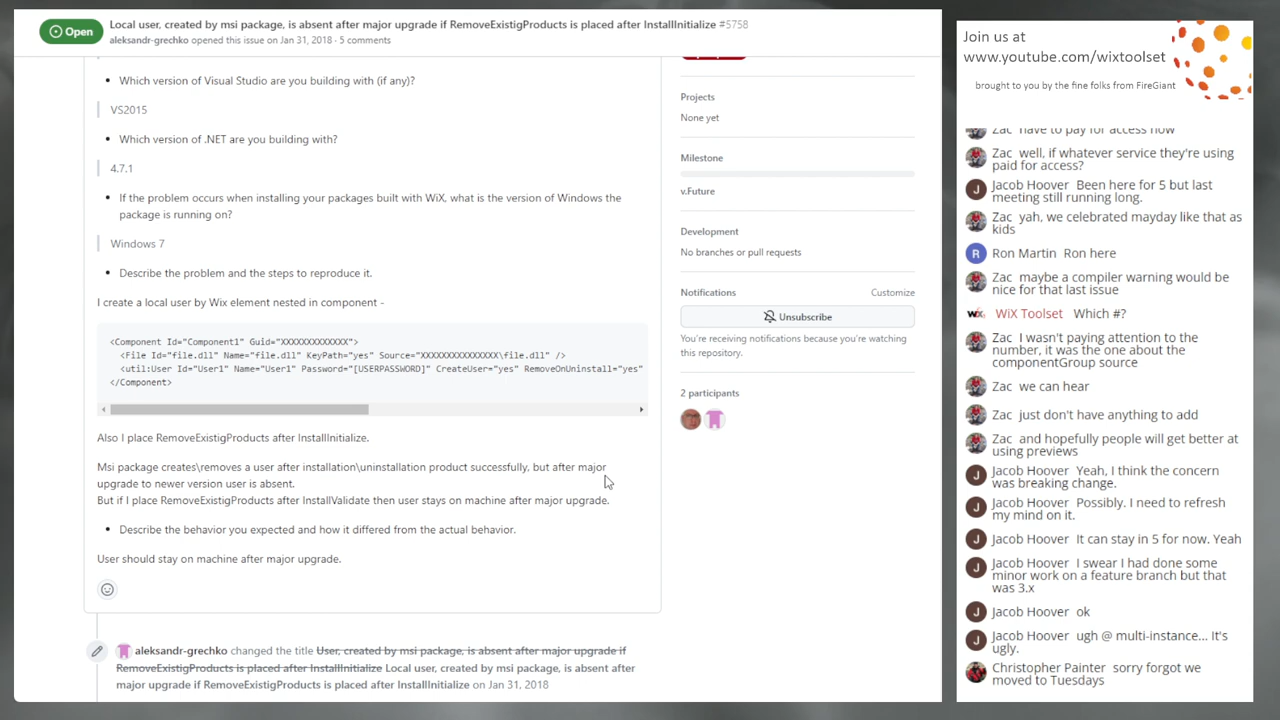 Open
Local user, created by msi package, is absent after major upgrade if RemoveExistigProducts is placed after InstallInitialize #5758
aleksandr-grechko opened this issue on Jan 31, 2018 · 5 comments
• Which version of Visual Studio are you building with (if any)?
VS2015
• Which version of .NET are you building with?
4.7.1
• If the problem occurs when installing your packages built with WiX, what is the version of Windows the
package is running on?
Windows 7
• Describe the problem and the steps to reproduce it.
I create a local user by Wix element nested in component -
<Component Id="Component1" Guid="XXXXXXXXXXXXX">
<File Id="file.dll" Name="file.dll" KeyPath="yes" Source="XXXXXXXXXXXXXXX\file.dll" />
<util:User Id="User1" Name="User1" Password="[USERPASSWORD]" CreateUser="yes" RemoveOnUninstall="yes"
</Component>
Also I place RemoveExistigProducts after InstallInitialize.
Msi package creates\removes a user after installation\uninstallation product successfully, but after major
upgrade to newer version user is absent.
But if I place RemoveExistigProducts after InstallValidate then user stays on machine after major upgrade.
• Describe the behavior you expected and how it differed from the actual behavior.
User should stay on machine after major upgrade.
aleksandr-grechko changed the title User, created by msi package, is absent after major upgrade if
RemoveExistigProducts is placed after InstallInitialize Local user, created by msi package, is absent after
major upgrade if RemoveExistigProducts is placed after InstallInitialize on Jan 31, 2018
Projects
None yet
Milestone
v.Future
Development
No branches or pull requests
Notifications
Customize
Unsubscribe
You're receiving notifications because you're watching
this repository.
2 participants
Join us at
www.youtube.com/wixtoolset
brought to you by the fine folks from FireGiant
Zac have to pay for access now
Zac well, if whatever service they're using
paid for access?
Jacob Hoover Been here for 5 but last
meeting still running long.
Zac yah, we celebrated mayday like that as
kids
Ron Martin Ron here
Zac maybe a compiler warning would be
nice for that last issue
WiX Toolset Which #?
Zac I wasn't paying attention to the
number, it was the one about the
componentGroup source
Zac we can hear
Zac just don't have anything to add
Zac and hopefully people will get better at
using previews
Jacob Hoover Yeah, I think the concern
was breaking change.
Jacob Hoover Possibly. I need to refresh
my mind on it.
Jacob Hoover It can stay in 5 for now. Yeah
Jacob Hoover I swear I had done some
minor work on a feature branch but that
was 3.x
Jacob Hoover ok
Jacob Hoover ugh @ multi-instance... It's
ugly.
Christopher Painter sorry forgot we
moved to Tuesdays